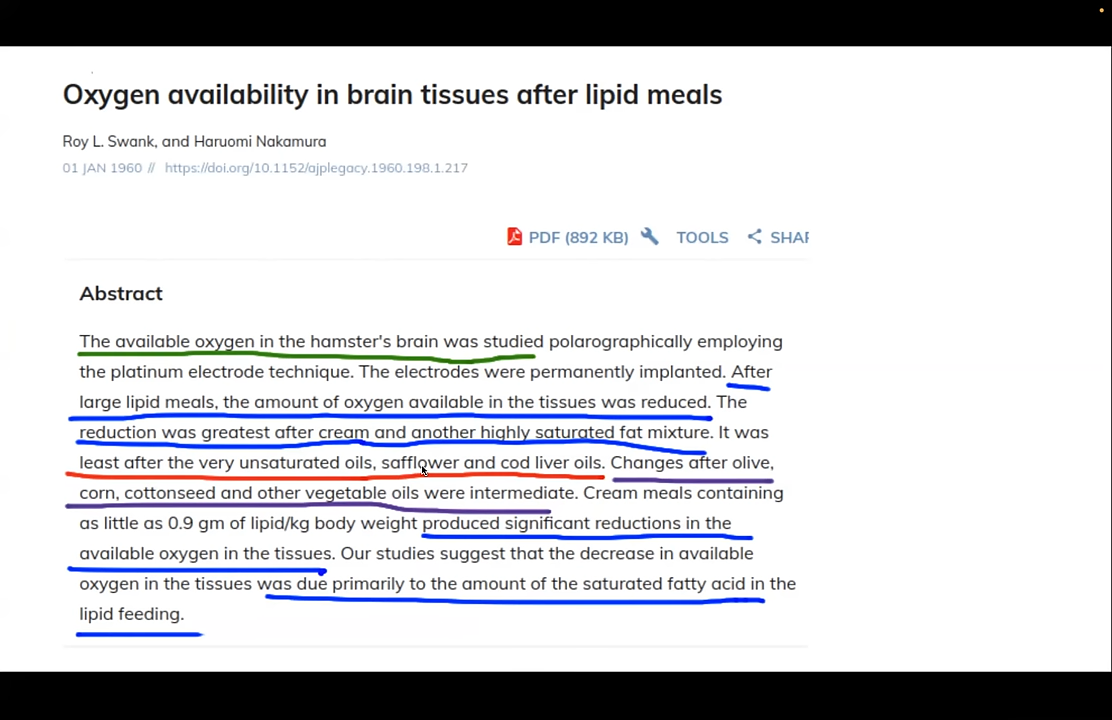 Oxygen availability in brain tissues after lipid meals
Roy L. Swank, and Haruomi Nakamura
01 JAN 1960 // https://doi.org/10.1152/ajplegacy.1960.198.1.217
PDF (892 KB) TOOLS SHAR
Abstract
The available oxygen in the hamster's brain was studied polarographically employing
the platinum electrode technique. The electrodes were permanently implanted. After
large lipid meals, the amount of oxygen available in the tissues was reduced. The
reduction was greatest after cream and another highly saturated fat mixture. It was
least after the very unsaturated oils, safflower and cod liver oils. Changes after olive,
corn, cottonseed and other vegetable oils were intermediate. Cream meals containing
as little as 0.9 gm of lipid/kg body weight produced significant reductions in the
available oxygen in the tissues. Our studies suggest that the decrease in available
oxygen in the tissues was due primarily to the amount of the saturated fatty acid in the
lipid feeding.